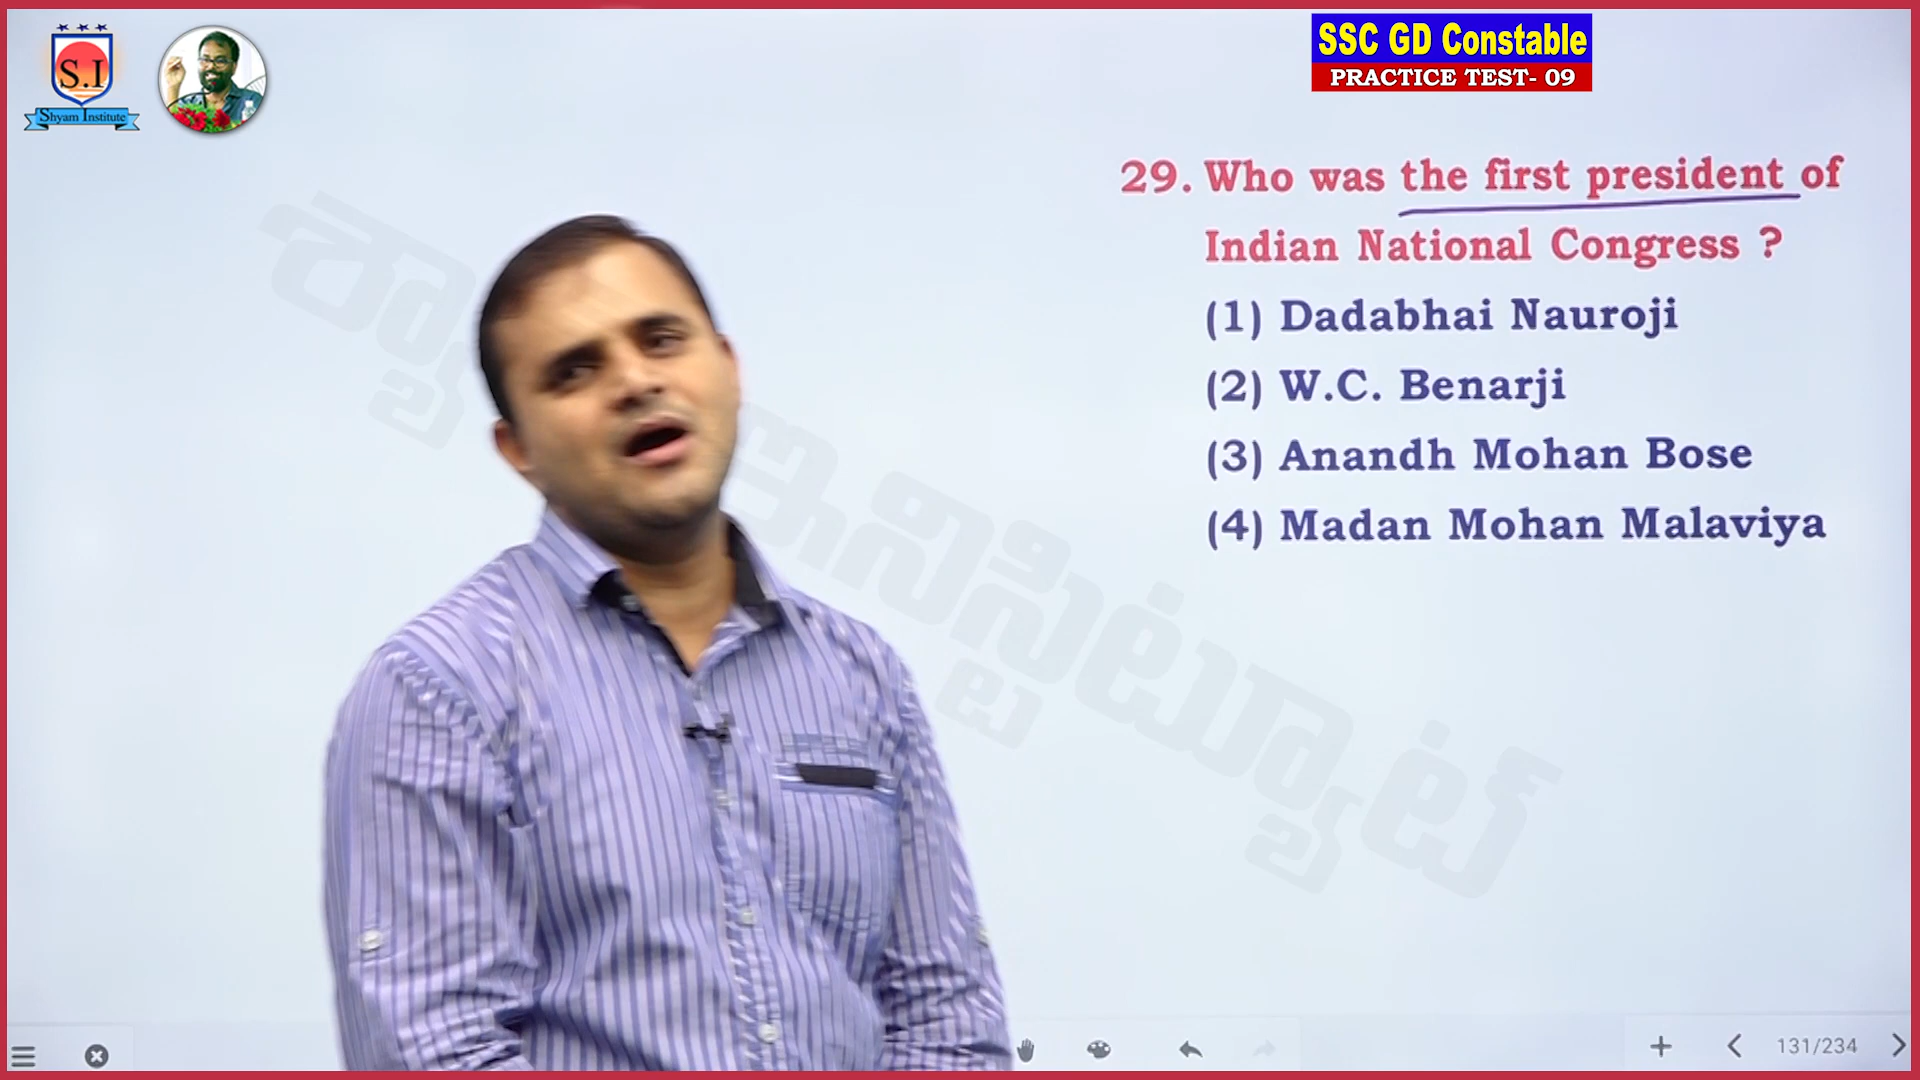 S.I
Shyam Institute
SSC GD Constable
PRACTICE TEST- 09
29. Who was the first president of
Indian National Congress ?
(1) Dadabhai Nauroji
(2) W.C. Benarji
(3) Anandh Mohan Bose
(4) Madan Mohan Malaviya
శ్యామ్ ఇన్‌స్టిట్యూట్
131/234